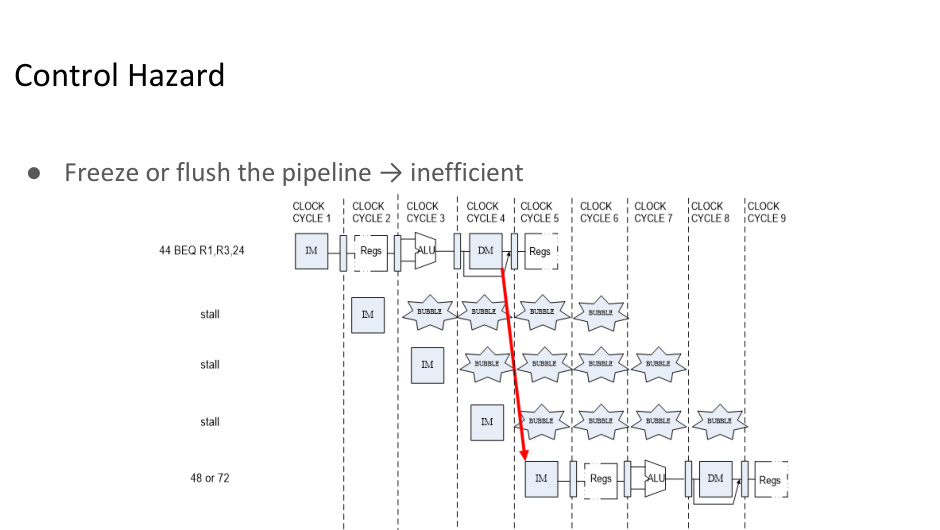 Control Hazard
● Freeze or flush the pipeline → inefficient
CLOCK CYCLE 1 CLOCK CYCLE 2 CLOCK CYCLE 3 CLOCK CYCLE 4 CLOCK CYCLE 5 CLOCK CYCLE 6 CLOCK CYCLE 7 CLOCK CYCLE 8 CLOCK CYCLE 9
44 BEQ R1,R3,24 IM Regs ALU DM Regs
stall IM BUBBLE BUBBLE BUBBLE BUBBLE
stall IM BUBBLE BUBBLE BUBBLE BUBBLE
stall IM BUBBLE BUBBLE BUBBLE BUBBLE
48 or 72 IM Regs ALU DM Regs